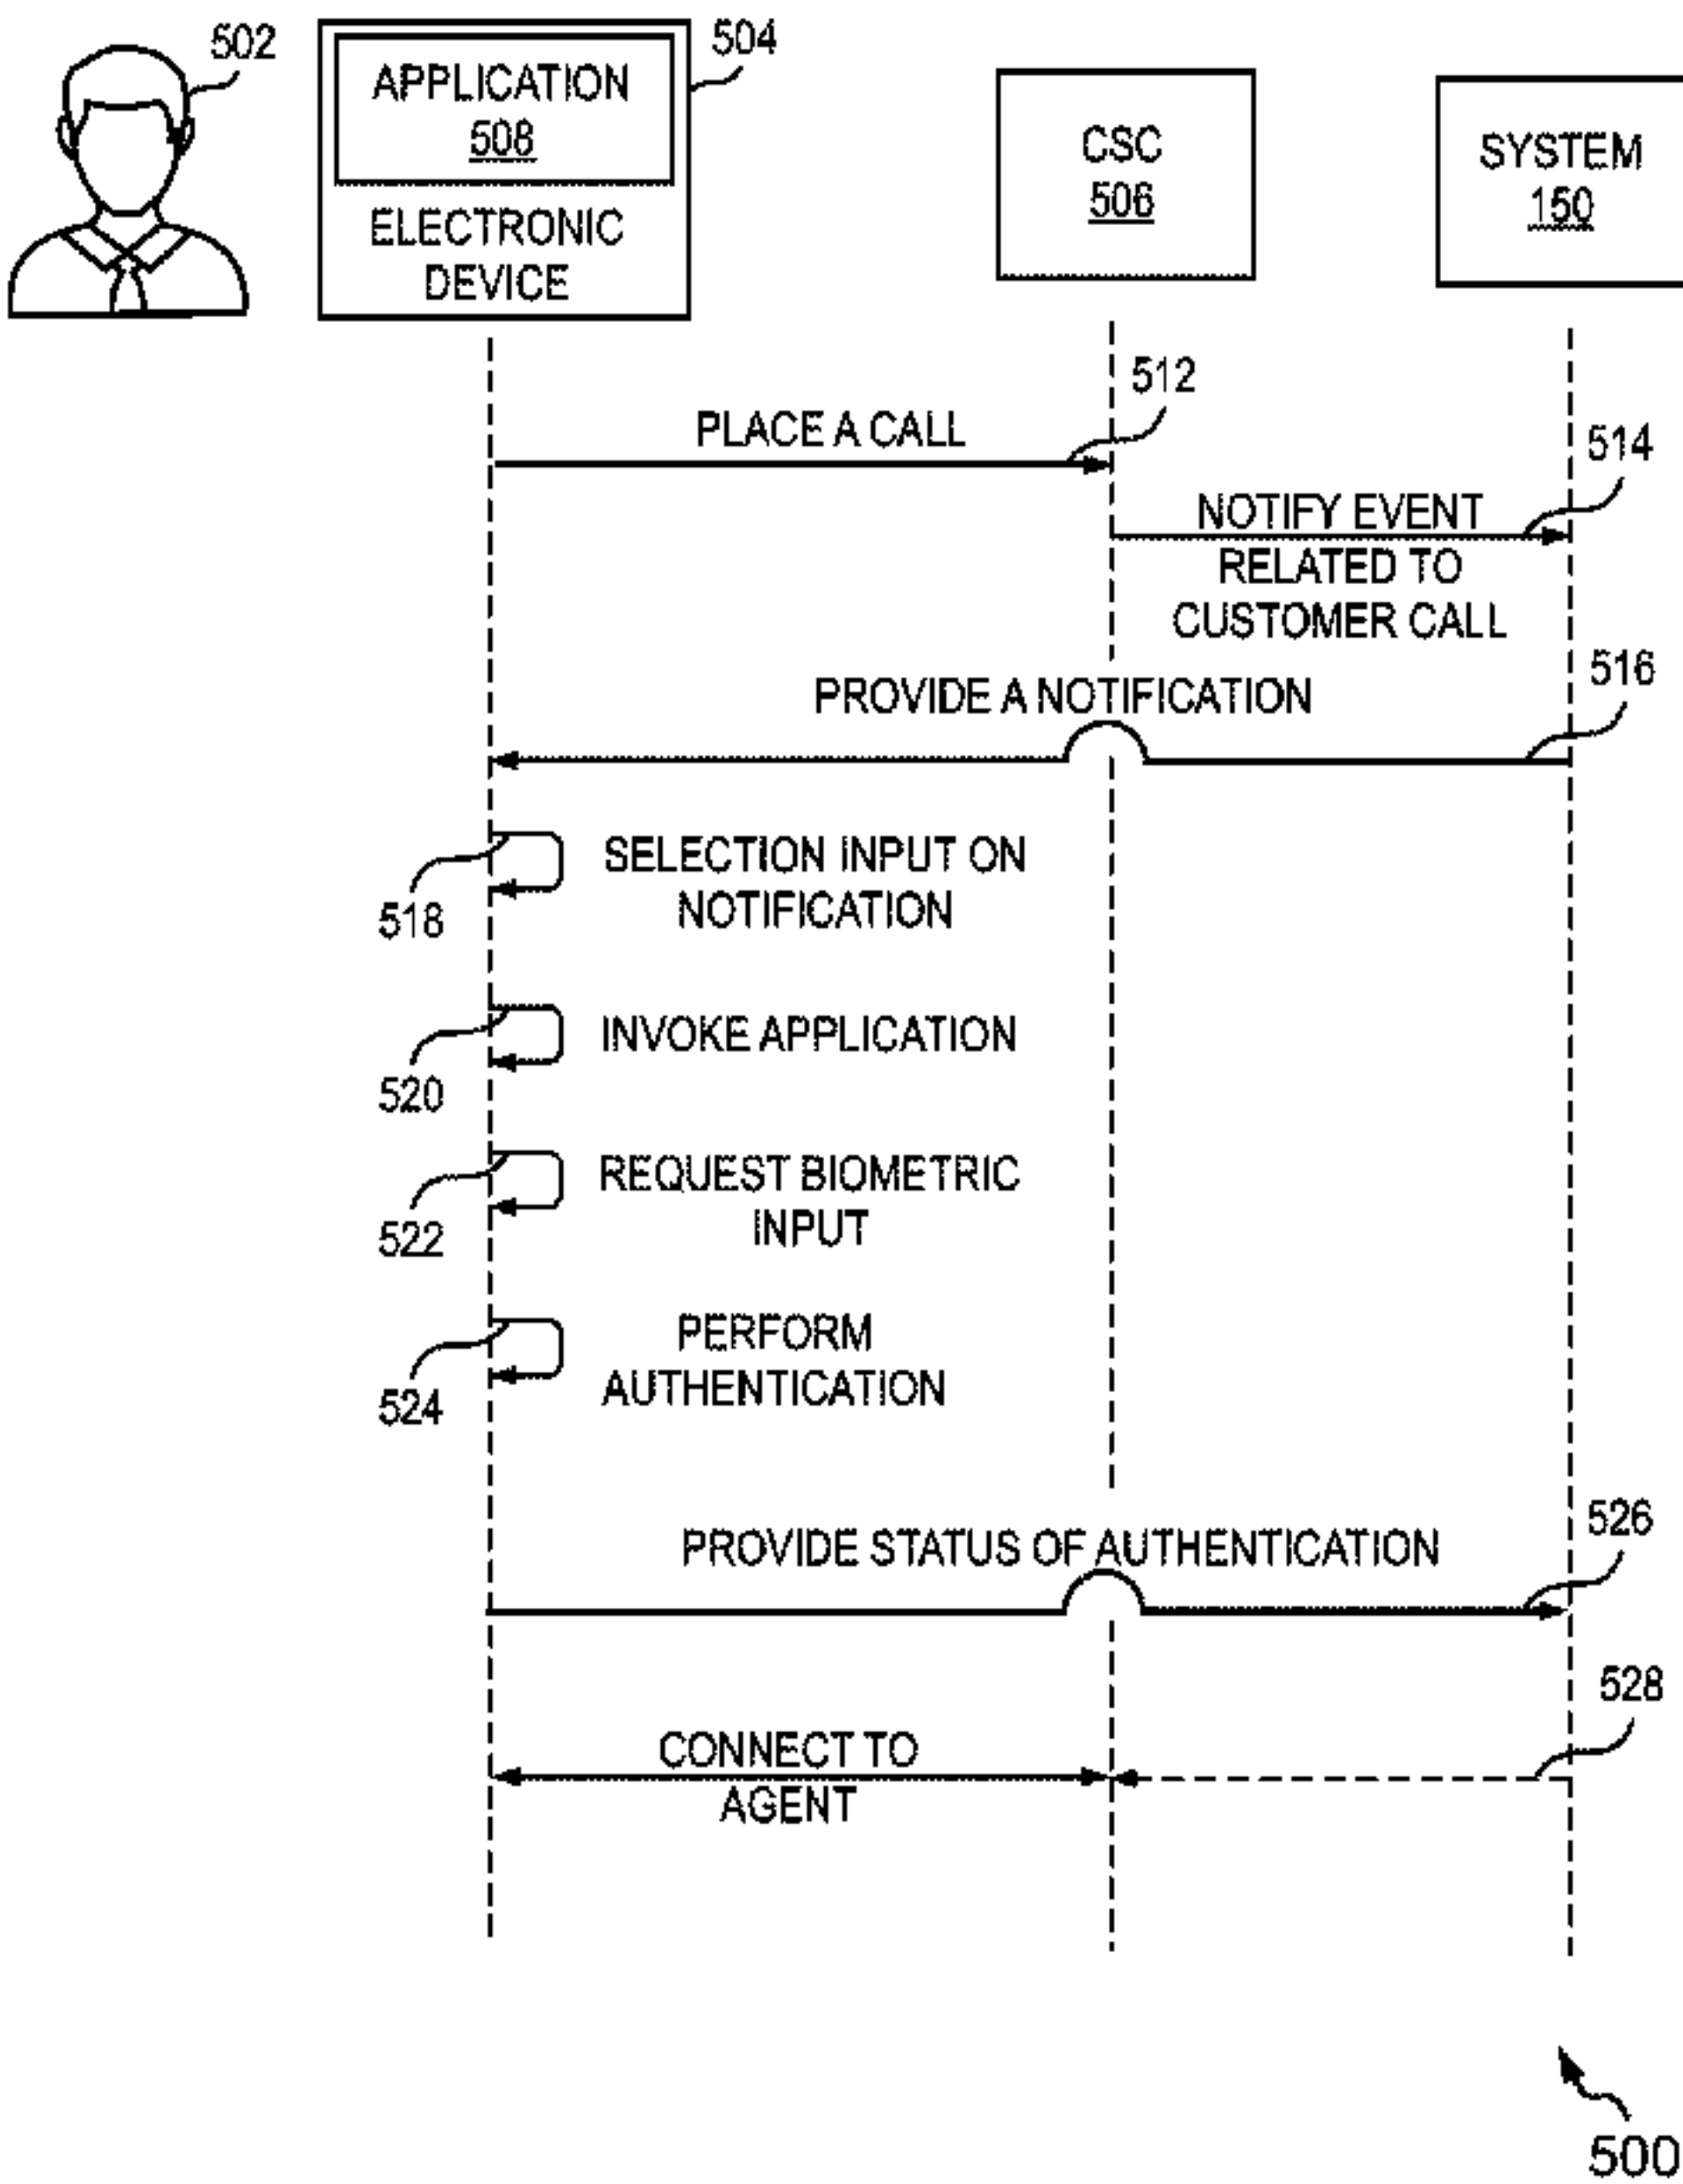 502
APPLICATION
508
ELECTRONIC
DEVICE
504
CSC
506
SYSTEM
150
512
PLACE A CALL
514
NOTIFY EVENT
RELATED TO
CUSTOMER CALL
516
PROVIDE A NOTIFICATION
518
SELECTION INPUT ON
NOTIFICATION
520
INVOKE APPLICATION
522
REQUEST BIOMETRIC
INPUT
524
PERFORM
AUTHENTICATION
526
PROVIDE STATUS OF AUTHENTICATION
528
CONNECT TO
AGENT
500